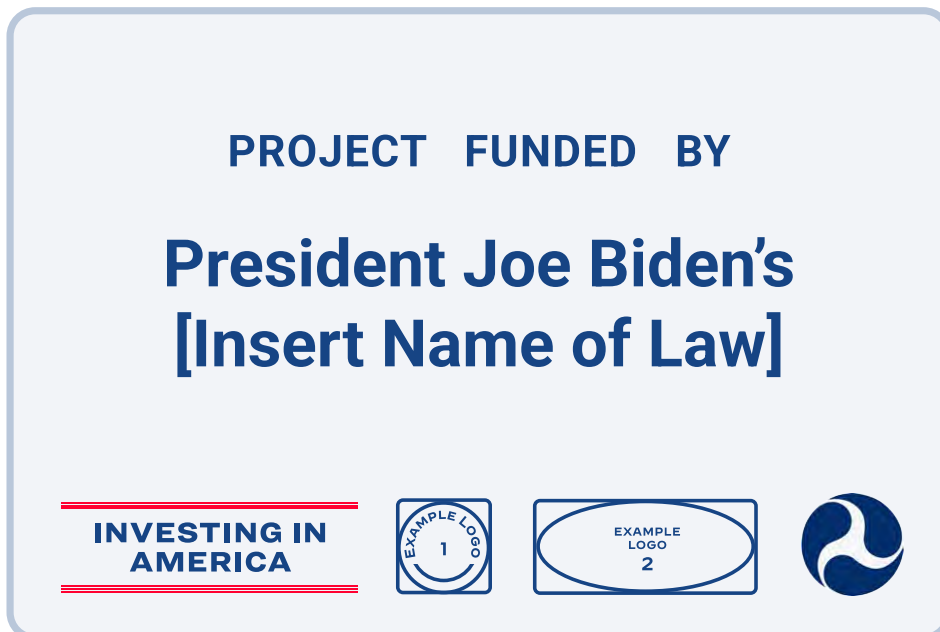 PROJECT FUNDED BY
President Joe Biden’s
[Insert Name of Law]
INVESTING IN
AMERICA
EXAMPLE LOGO
1
EXAMPLE
LOGO
2